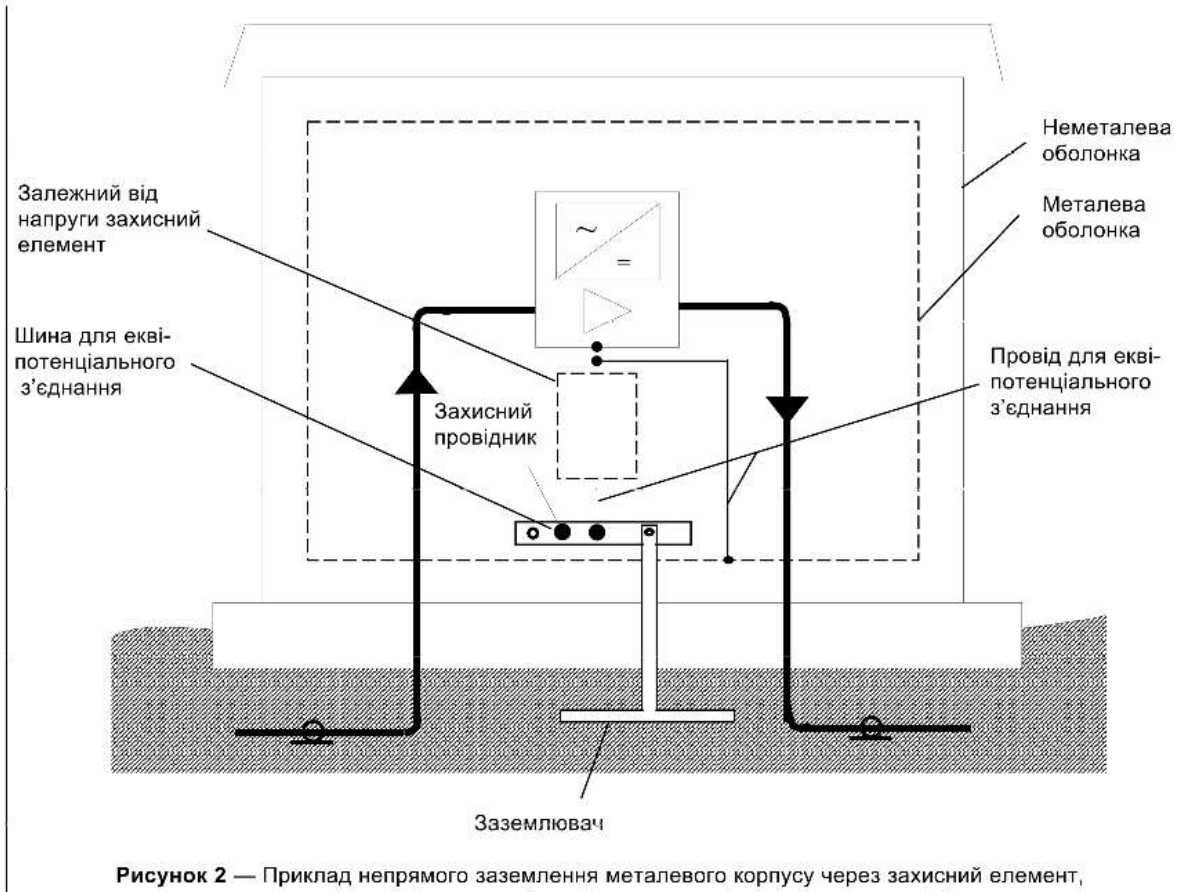 Неметалева
оболонка
Залежний від
напруги захисний
елемент
Металева
оболонка
~
=
Шина для екві-
потенціального
з’єднання
Захисний
провідник
Провід для екві-
потенціального
з’єднання
Заземлювач
Рисунок 2 — Приклад непрямого заземлення металевого корпусу через захисний елемент,